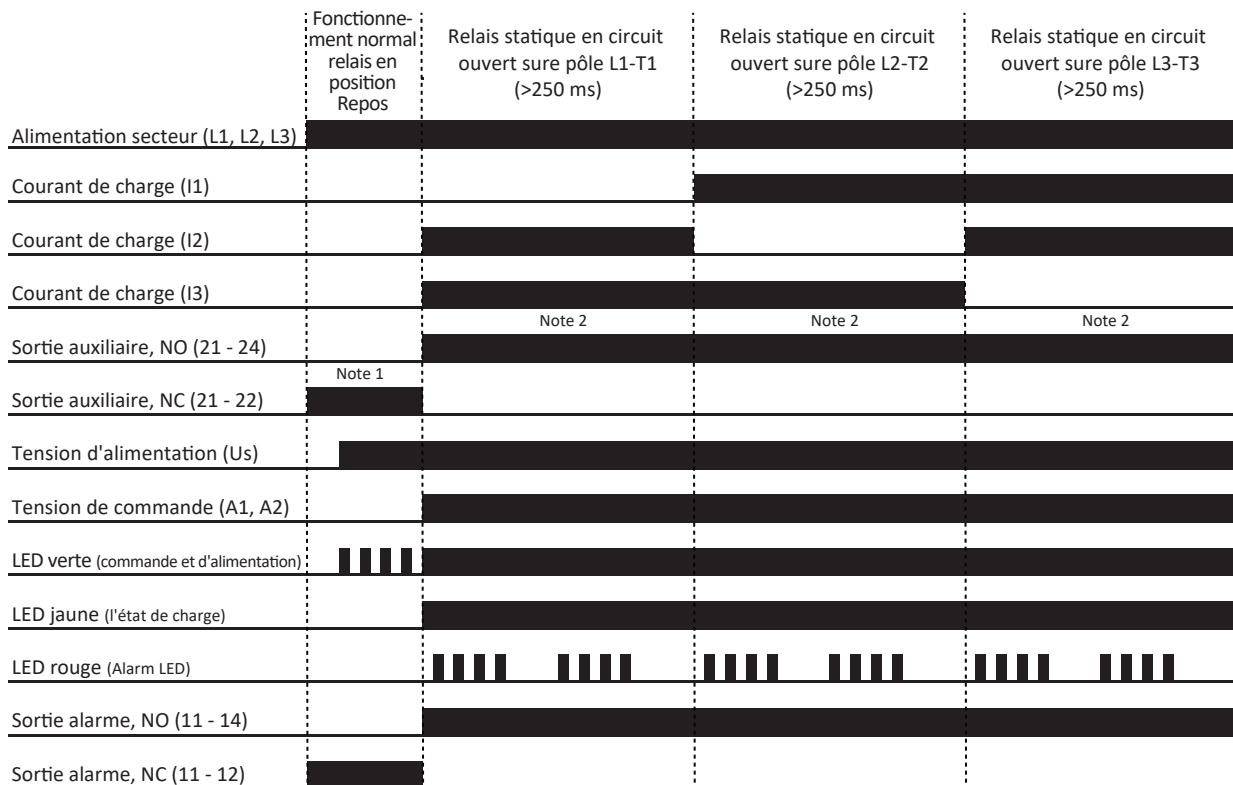 Fonctionne-
ment normal
relais en
position
Repos
Relais statique en circuit
ouvert sure pôle L1-T1
(>250 ms)
Relais statique en circuit
ouvert sure pôle L2-T2
(>250 ms)
Relais statique en circuit
ouvert sure pôle L3-T3
(>250 ms)
Alimentation secteur (L1, L2, L3)
Courant de charge (I1)
Courant de charge (I2)
Courant de charge (I3)
Note 2 Note 2 Note 2
Sortie auxiliaire, NO (21 - 24)
Note 1
Sortie auxiliaire, NC (21 - 22)
Tension d'alimentation (Us)
Tension de commande (A1, A2)
LED verte (commande et d'alimentation)
LED jaune (l'état de charge)
LED rouge (Alarm LED)
Sortie alarme, NO (11 - 14)
Sortie alarme, NC (11 - 12)